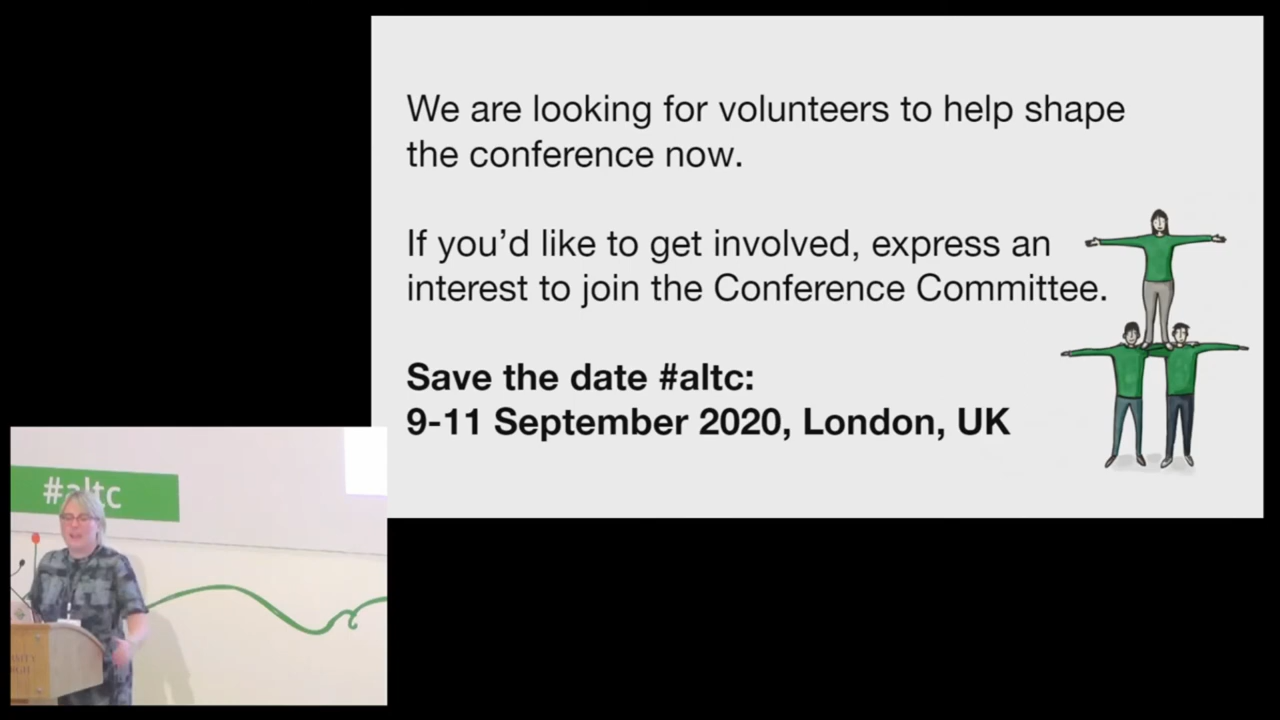 We are looking for volunteers to help shape
the conference now.
If you’d like to get involved, express an
interest to join the Conference Committee.
Save the date #altc:
9-11 September 2020, London, UK
#altc